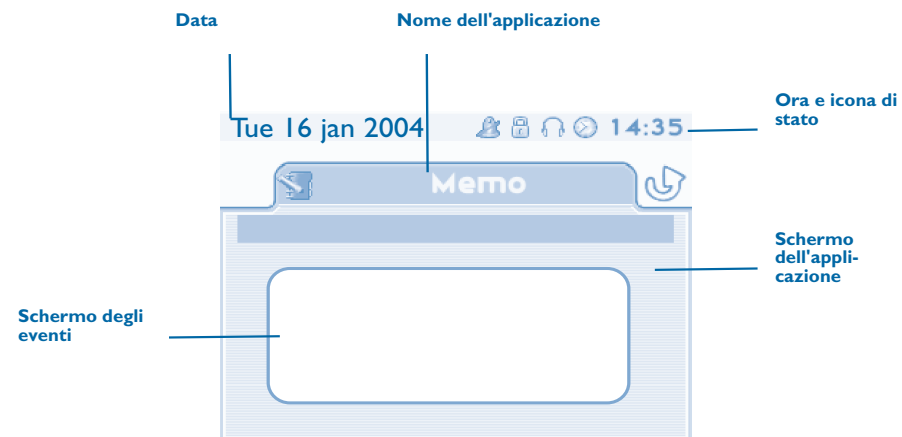 Data
Nome dell'applicazione
Ora e icona di
stato
Tue 16 jan 2004
14:35
Memo
Schermo
dell'appli-
cazione
Schermo degli
eventi